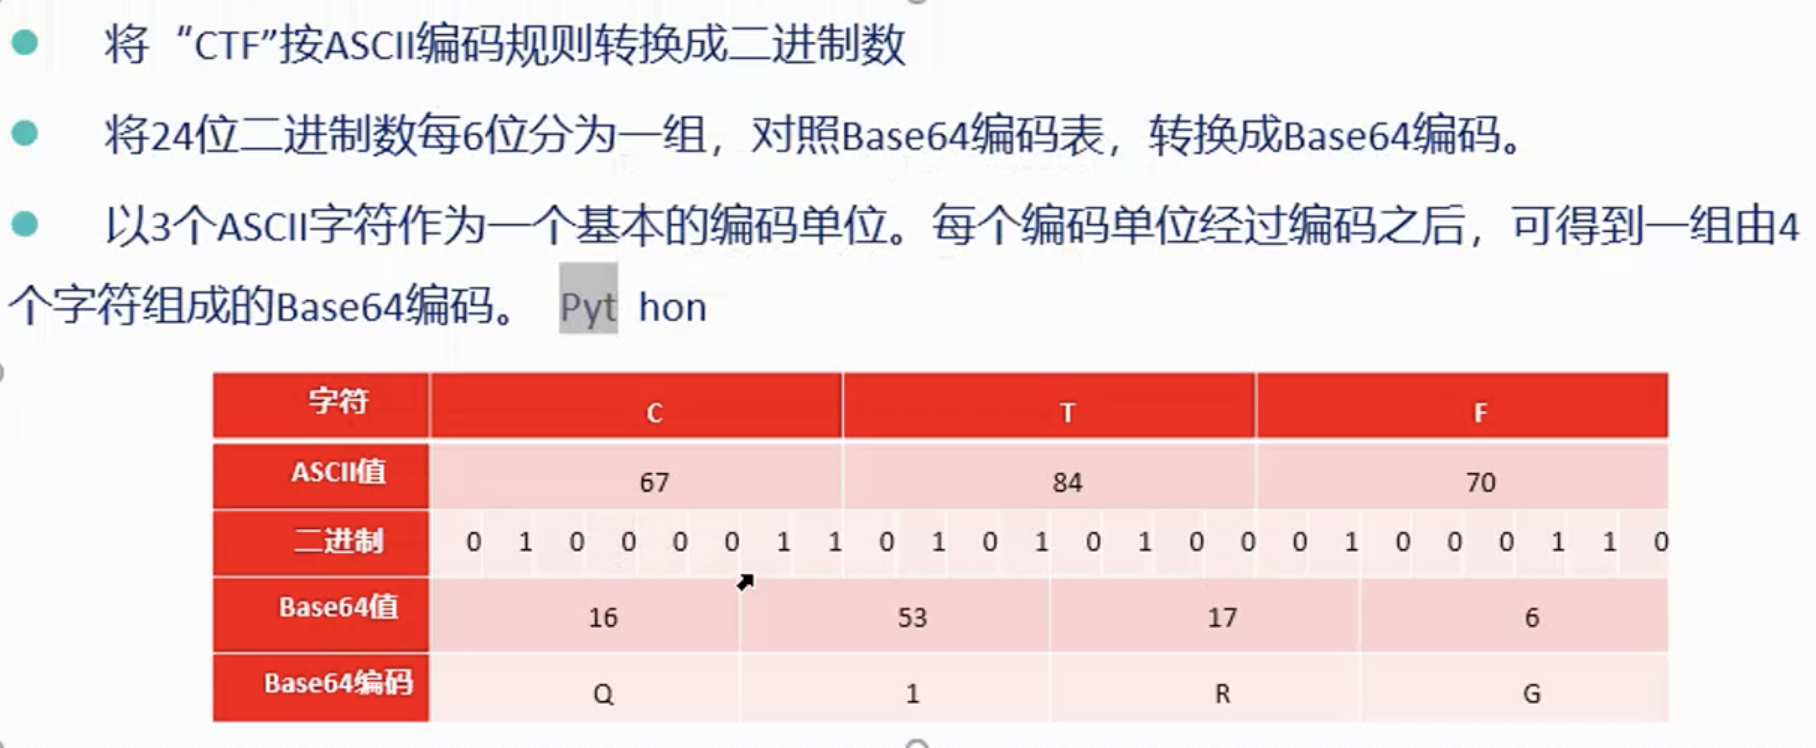 将“CTF”按ASCII编码规则转换成二进制数
将24位二进制数每6位分为一组，对照Base64编码表，转换成Base64编码。
以3个ASCII字符作为一个基本的编码单位。每个编码单位经过编码之后，可得到一组由4
个字符组成的Base64编码。 Pyt hon
字符 C T F
ASCII值 67 84 70
二进制 0 1 0 0 0 0 1 1 0 1 0 1 0 1 0 0 0 1 0 0 0 1 1 0
Base64值 16 53 17 6
Base64编码 Q 1 R G